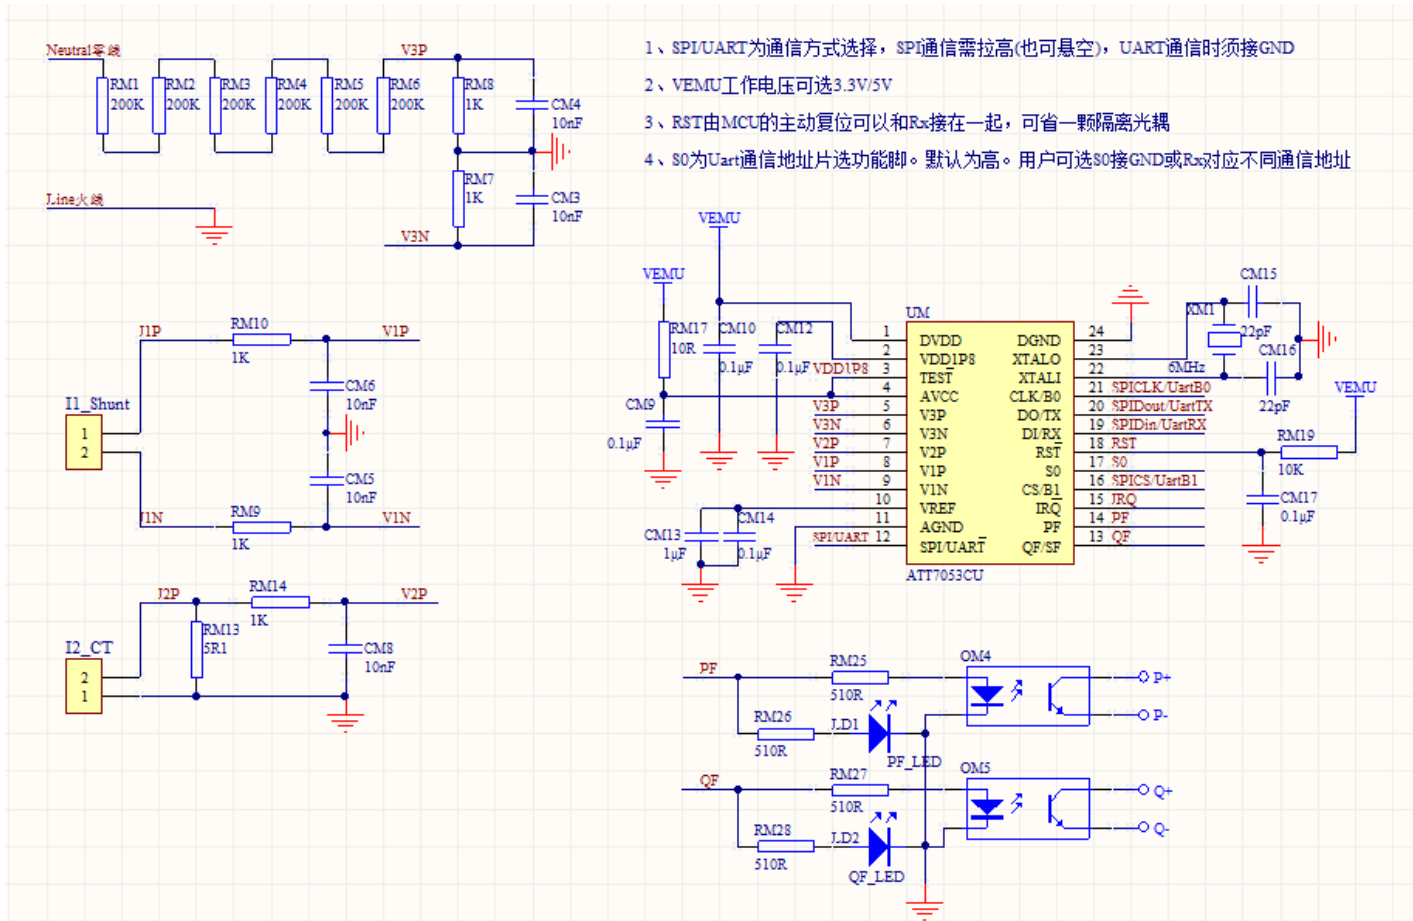 Neutral零线
V3P
RM1
200K
RM2
200K
RM3
200K
RM4
200K
RM5
200K
RM6
200K
RM8
1K
CM4
10nF
RM7
1K
CM3
10nF
Line火线
V3N
1、SPI/UART为通信方式选择，SPI通信需拉高(也可悬空)，UART通信时须接GND
2、VEMU工作电压可选3.3V/5V
3、RST由MCU的主动复位可以和Rx接在一起，可省一颗隔离光耦
4、S0为Uart通信地址片选功能脚。默认为高。用户可选S0接GND或Rx对应不同通信地址
I1P
RM10
1K
V1P
CM6
10nF
I1_Shunt
1
2
CM5
10nF
I1N
RM9
1K
V1N
I2P
RM14
1K
V2P
RM13
5R1
CM8
10nF
I2_CT
2
1
VEMU
VEMU
RM17
10R
CM10
0.1μF
CM12
0.1μF
VDD1P8
CM9
0.1μF
V3P
V3N
V2P
V1P
V1N
CM13
1μF
CM14
0.1μF
SPI/UART
UM
1 DVDD DGND 24
2 VDD1P8 XTALO 23
3 TEST XTALI 22
4 AVCC CLK/B0 21 SPICLK/UartB0
5 V3P DO/TX 20 SPIDout/UartTX
6 V3N DI/RX 19 SPIDin/UartRX
7 V2P RST 18 RST
8 V1P S0 17 S0
9 V1N CS/B1 16 SPICS/UartB1
10 VREF IRQ 15 IRQ
11 AGND PF 14 PF
12 SPI/UART QF/SF 13 QF
ATT7053CU
CM15
22pF
XM1
6MHz
CM16
22pF
VEMU
RM19
10K
CM17
0.1μF
PF
RM25
510R
OM4
P+
P-
RM26
510R
LD1
PF_LED
QF
RM27
510R
OM5
Q+
Q-
RM28
510R
LD2
QF_LED